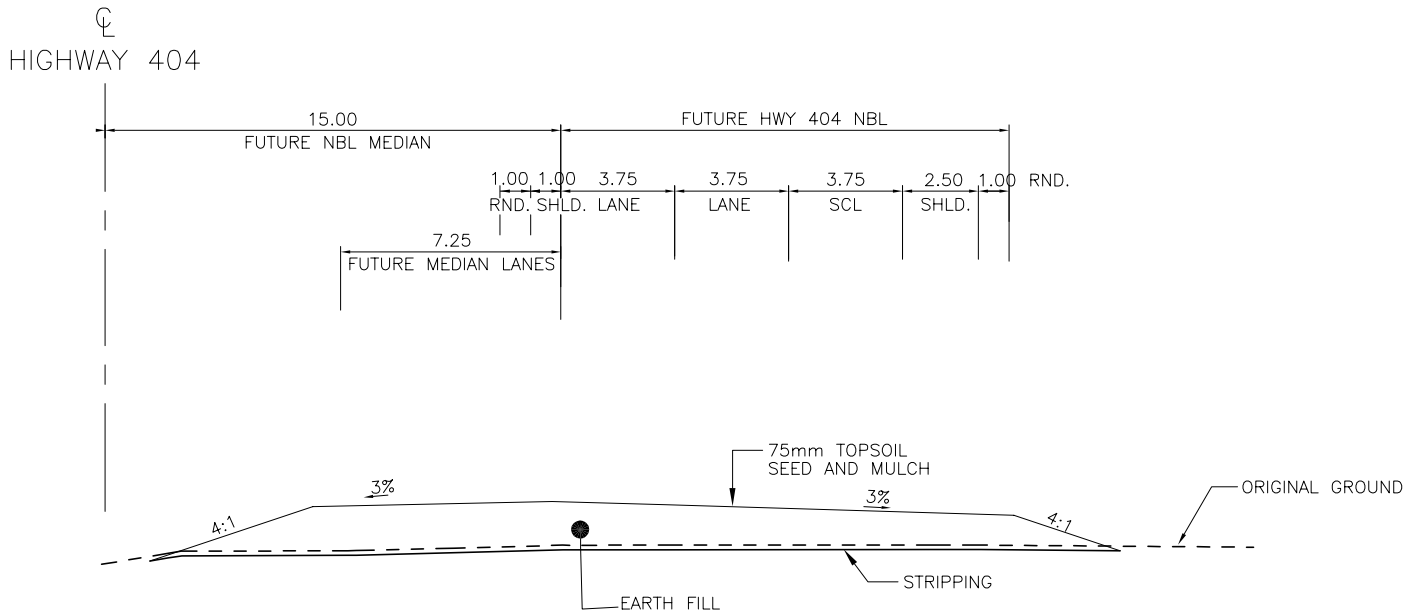 ℄
HIGHWAY 404
15.00
FUTURE HWY 404 NBL
FUTURE NBL MEDIAN
1.00 1.00 3.75 3.75 3.75 2.50 1.00 RND.
RND. SHLD. LANE LANE SCL SHLD.
7.25
FUTURE MEDIAN LANES
75mm TOPSOIL
SEED AND MULCH
3% 3%
ORIGINAL GROUND
4:1 4:1
STRIPPING
EARTH FILL